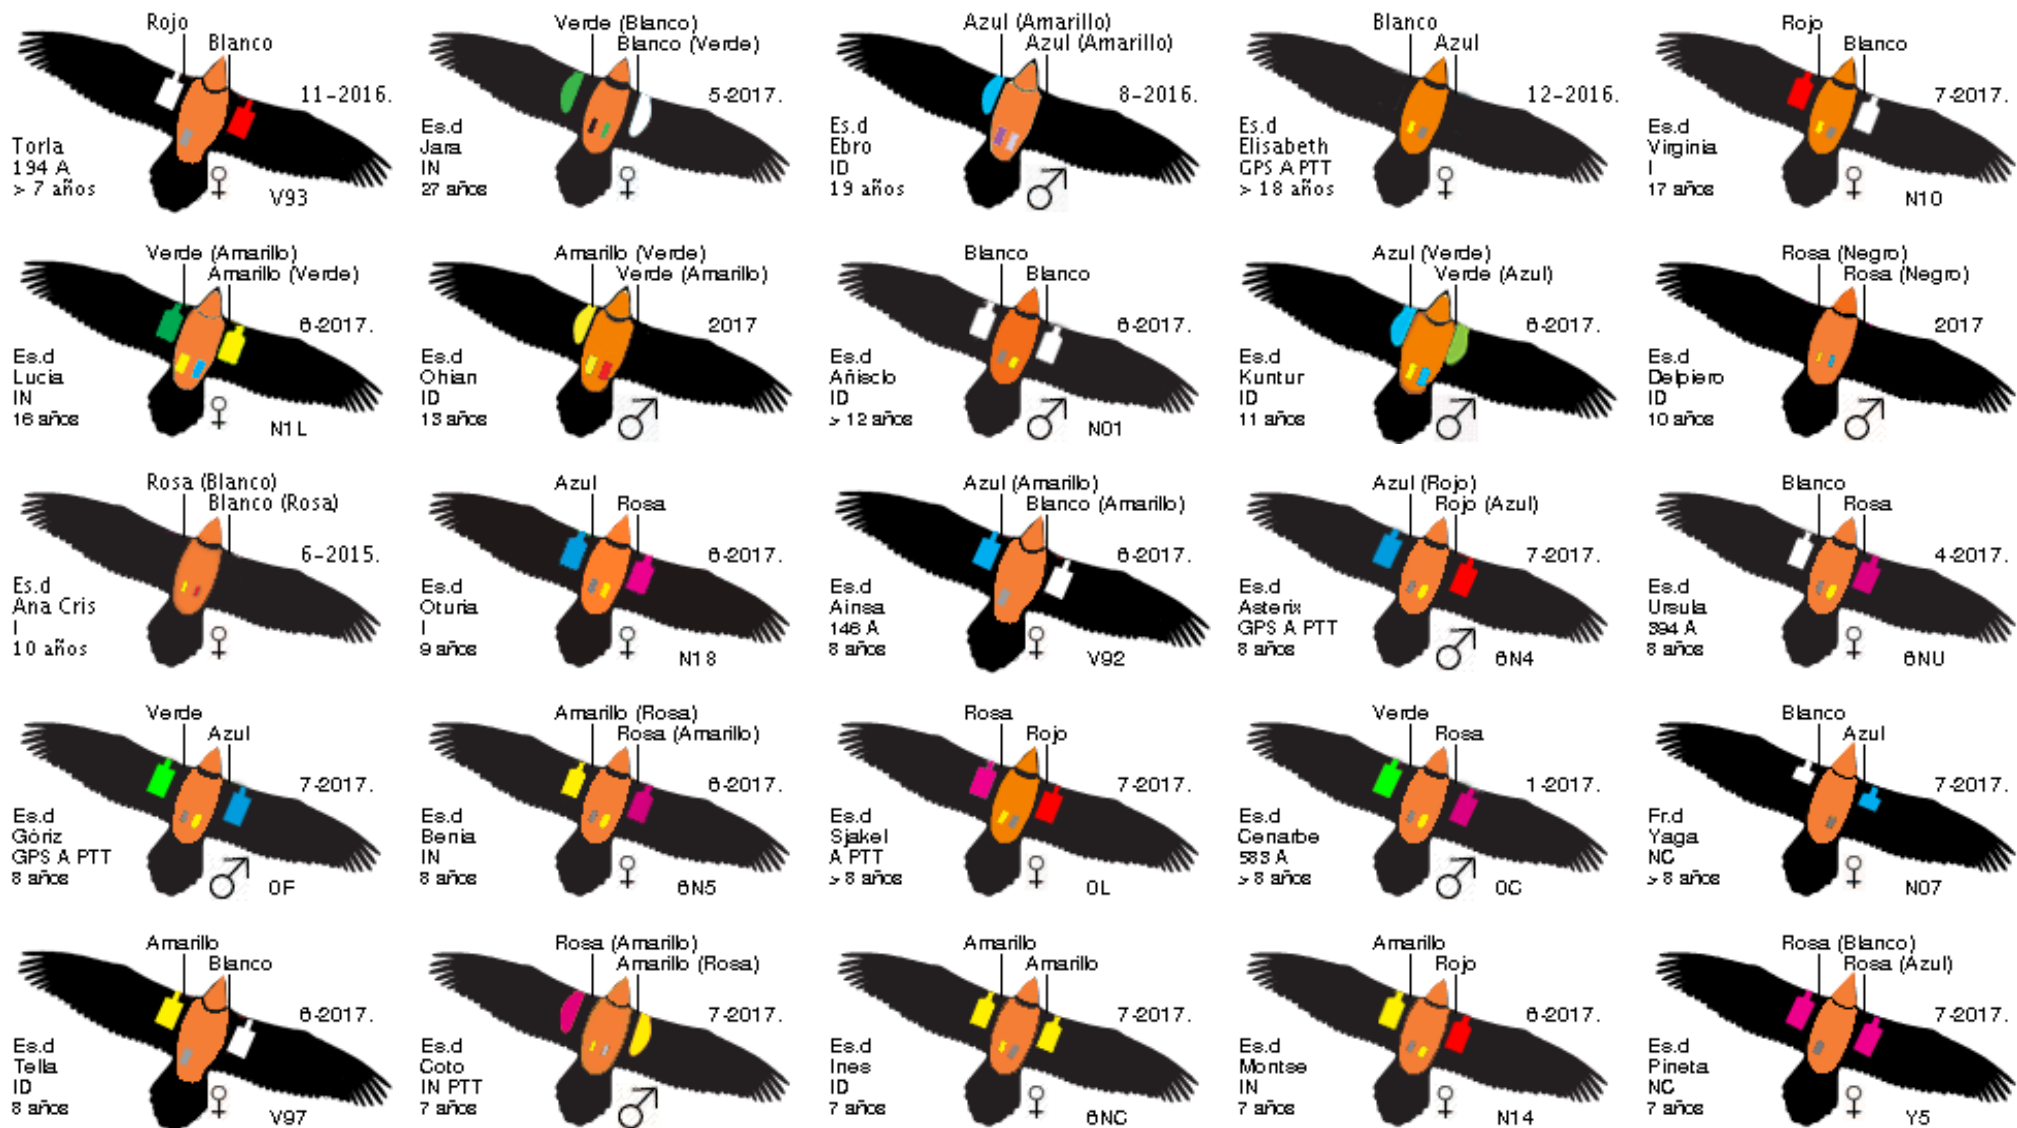 Rojo
Blanco
11-2016.
Torla
194 A
> 7 años
V93
Verde (Blanco)
Blanco (Verde)
5-2017.
Es.d
Jara
IN
27 años
Azul (Amarillo)
Azul (Amarillo)
8-2016.
Es.d
Ebro
ID
19 años
Blanco
Azul
12-2016.
Es.d
Elisabeth
GPS A PTT
> 18 años
Rojo
Blanco
7-2017.
Es.d
Virginia
I
17 años
N10
Verde (Amarillo)
Amarillo (Verde)
6-2017.
Es.d
Lucia
IN
16 años
N1L
Amarillo (Verde)
Verde (Amarillo)
2017
Es.d
Ohian
ID
13 años
Blanco
Blanco
6-2017.
Es.d
Añisclo
ID
> 12 años
N01
Azul (Verde)
Verde (Azul)
6-2017.
Es.d
Kuntur
ID
11 años
Rosa (Negro)
Rosa (Negro)
2017
Es.d
Delpiero
ID
10 años
Rosa (Blanco)
Blanco (Rosa)
6-2015.
Es.d
Ana Cris
I
10 años
Azul
Rosa
6-2017.
Es.d
Oturia
I
9 años
N18
Azul (Amarillo)
Blanco (Amarillo)
6-2017.
Es.d
Ainsa
146 A
8 años
V92
Azul (Rojo)
Rojo (Azul)
7-2017.
Es.d
Asterix
GPS A PTT
8 años
6N4
Blanco
Rosa
4-2017.
Es.d
Ursula
394 A
8 años
6NU
Verde
Azul
7-2017.
Es.d
Góriz
GPS A PTT
8 años
0F
Amarillo (Rosa)
Rosa (Amarillo)
6-2017.
Es.d
Benia
IN
8 años
6N5
Rosa
Rojo
7-2017.
Es.d
Sjakel
A PTT
> 8 años
0L
Verde
Rosa
1-2017.
Es.d
Cenarbe
583 A
> 8 años
0C
Blanco
Azul
7-2017.
Fr.d
Yaga
NC
> 8 años
N07
Amarillo
Blanco
6-2017.
Es.d
Tella
ID
8 años
V97
Rosa (Amarillo)
Amarillo (Rosa)
7-2017.
Es.d
Coto
IN PTT
7 años
Amarillo
Amarillo
7-2017.
Es.d
Ines
ID
7 años
6NC
Amarillo
Rojo
6-2017.
Es.d
Montse
IN
7 años
N14
Rosa (Blanco)
Rosa (Azul)
7-2017.
Es.d
Pineta
NC
7 años
Y5